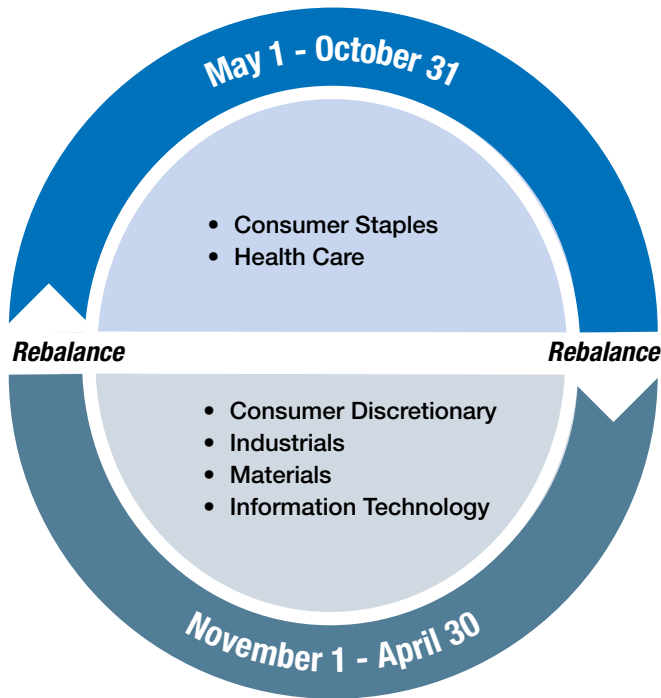 May 1 - October 31
• Consumer Staples
• Health Care
Rebalance
Rebalance
• Consumer Discretionary
• Industrials
• Materials
• Information Technology
November 1 - April 30